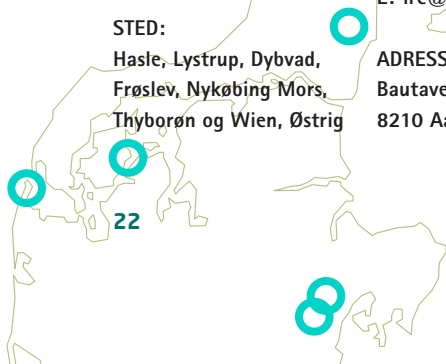 STED:
Hasle, Lystrup, Dybvad,
Frøslev, Nykøbing Mors,
Thyborøn og Wien, Østrig
ADRESS
Bautave
8210 Aa
22